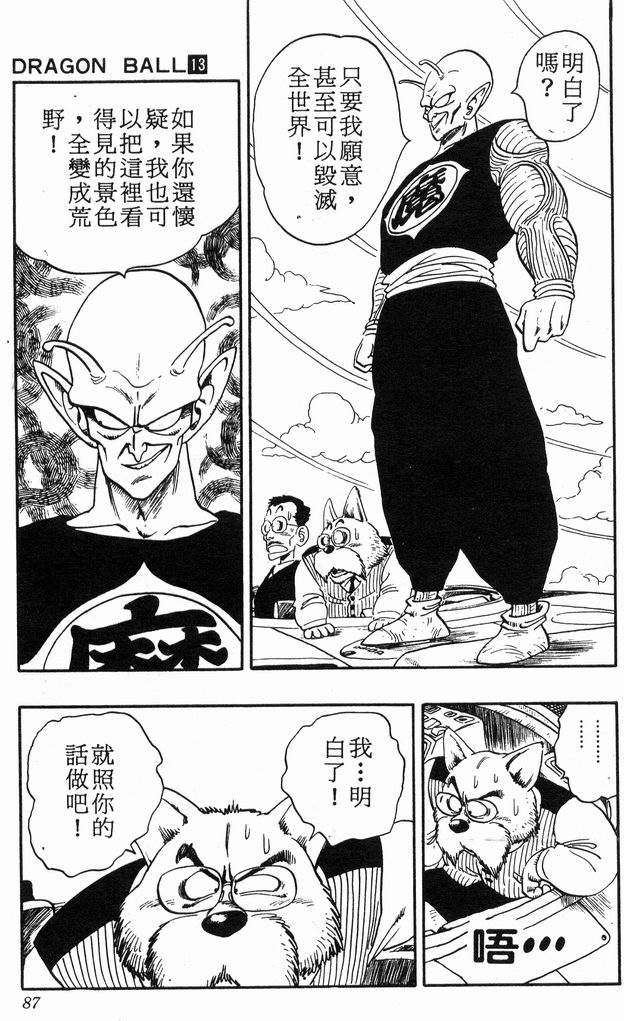 DRAGON BALL 13
明白了
嗎？
只要我願意，
甚至可以毀滅
全世界！
魔
如果你還懷
疑，我也可
以把這裡看
得見的景色
，全變成荒
野！
魔
……
唔…
我…明
白了！
就照你的
話做吧！
87